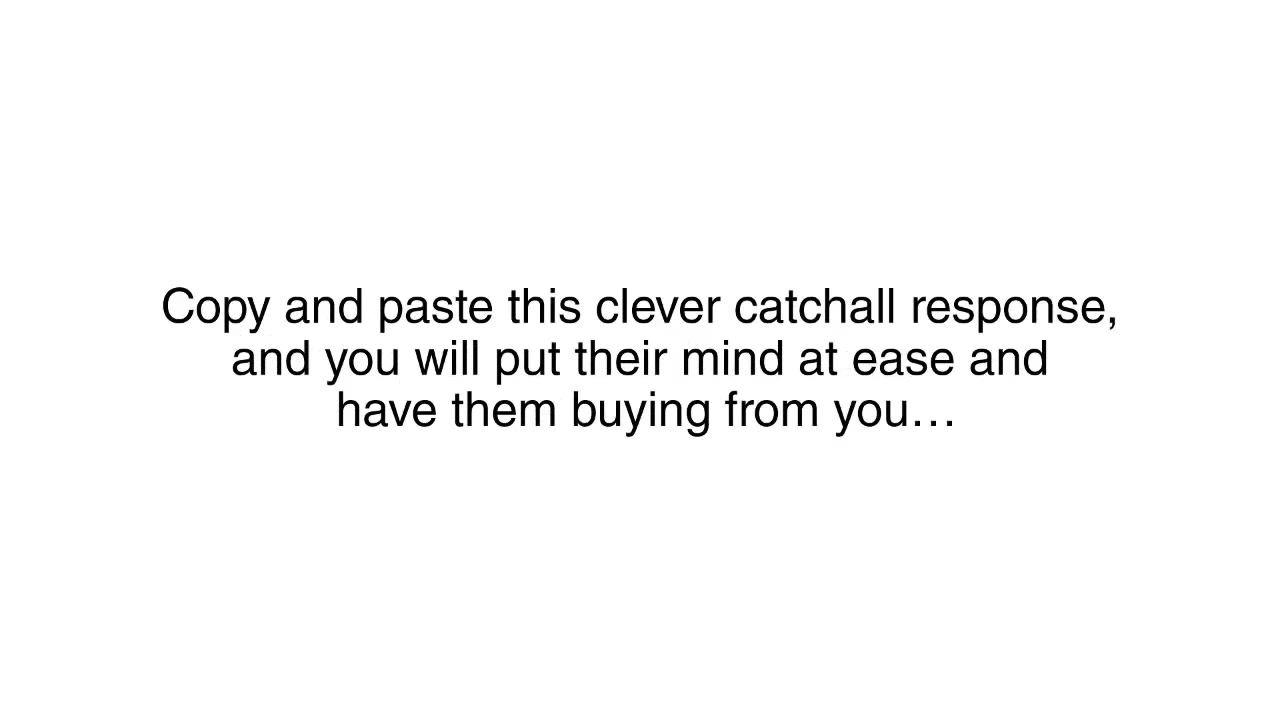 Copy and paste this clever catchall response,
and you will put their mind at ease and
have them buying from you…